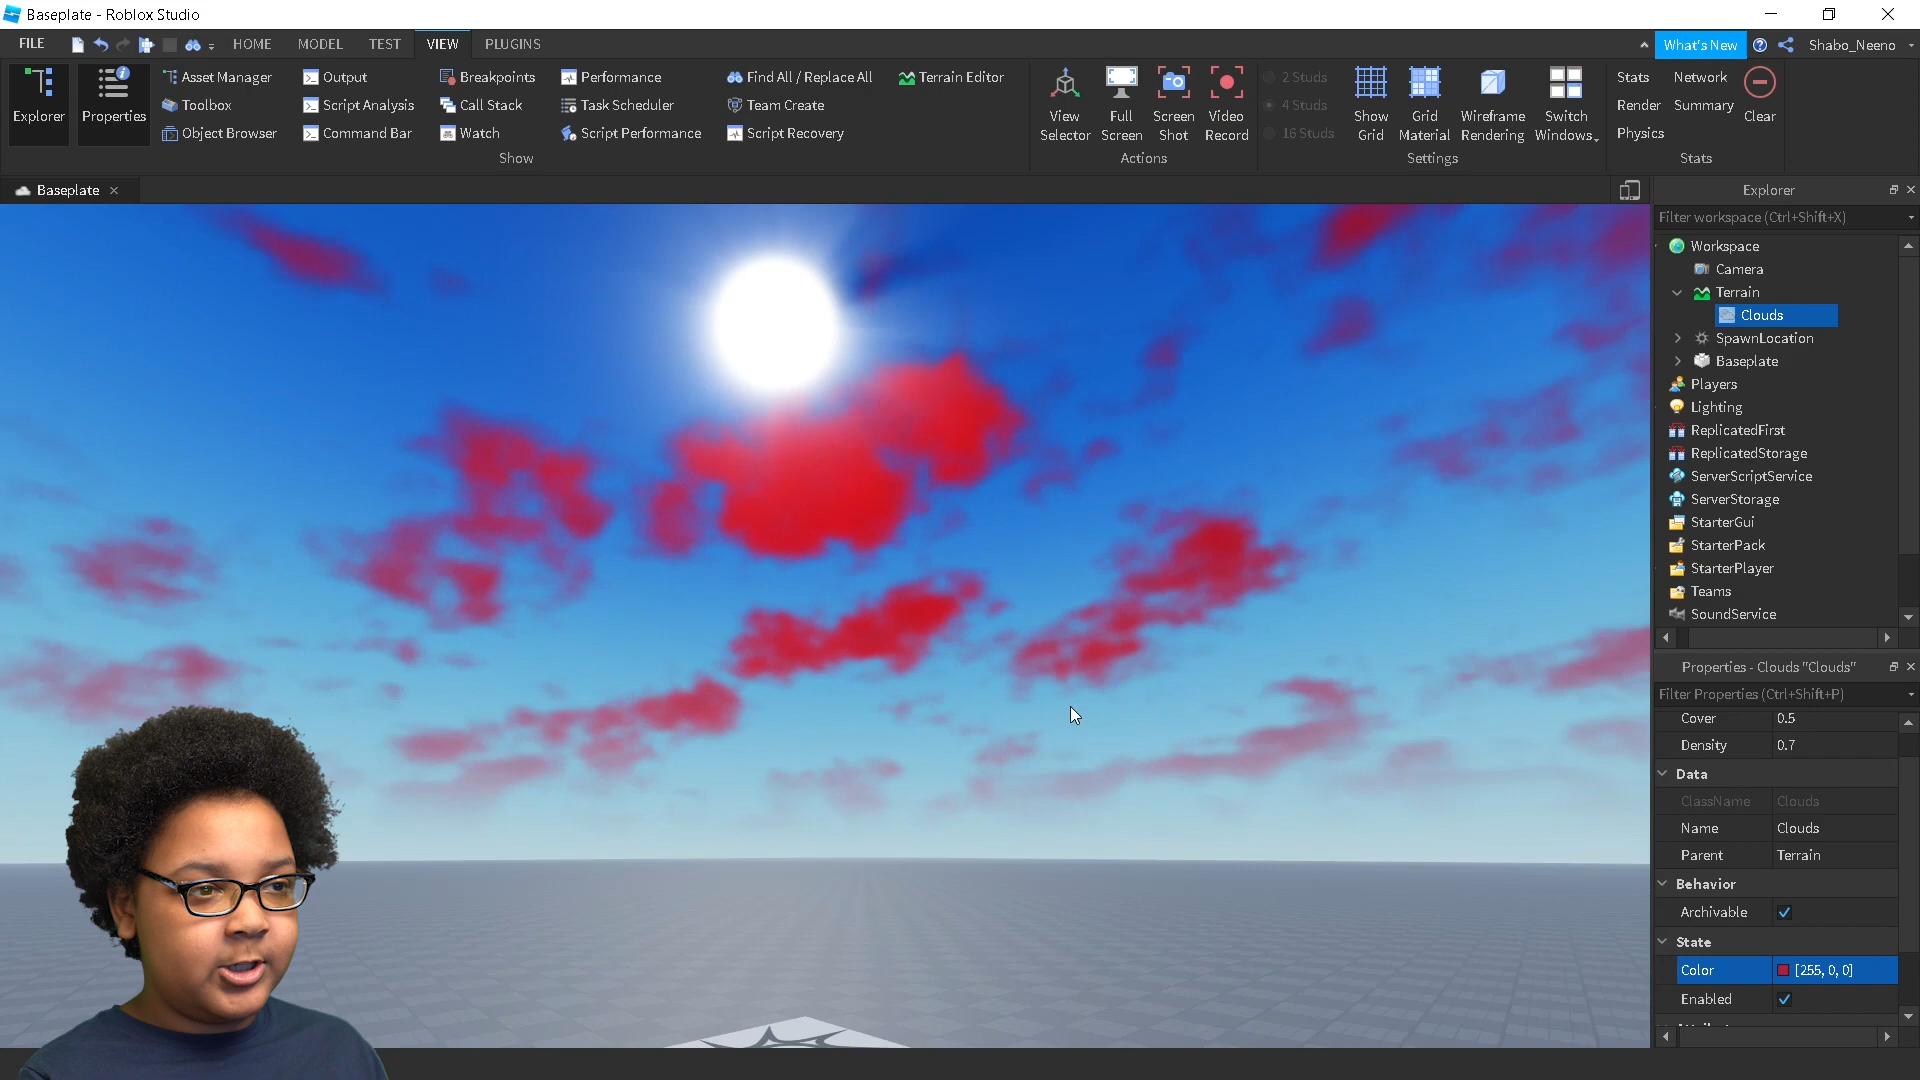 Baseplate - Roblox Studio
FILE HOME MODEL TEST VIEW PLUGINS What's New Shabo_Neeno
Explorer
Properties
Asset Manager
Toolbox
Object Browser
Output
Script Analysis
Command Bar
Breakpoints
Call Stack
Watch
Performance
Task Scheduler
Script Performance
Find All / Replace All
Team Create
Script Recovery
Terrain Editor
Show
View
Selector
Full
Screen
Screen
Shot
Video
Record
Actions
2 Studs
4 Studs
16 Studs
Show
Grid
Grid
Material
Wireframe
Rendering
Switch
Windows
Settings
Stats Network
Render Summary
Physics
Clear
Stats
Baseplate
Explorer
Filter workspace (Ctrl+Shift+X)
Workspace
Camera
Terrain
Clouds
SpawnLocation
Baseplate
Players
Lighting
ReplicatedFirst
ReplicatedStorage
ServerScriptService
ServerStorage
StarterGui
StarterPack
StarterPlayer
Teams
SoundService
Properties - Clouds "Clouds"
Filter Properties (Ctrl+Shift+P)
Cover 0.5
Density 0.7
Data
ClassName Clouds
Name Clouds
Parent Terrain
Behavior
Archivable
State
Color [255, 0, 0]
Enabled